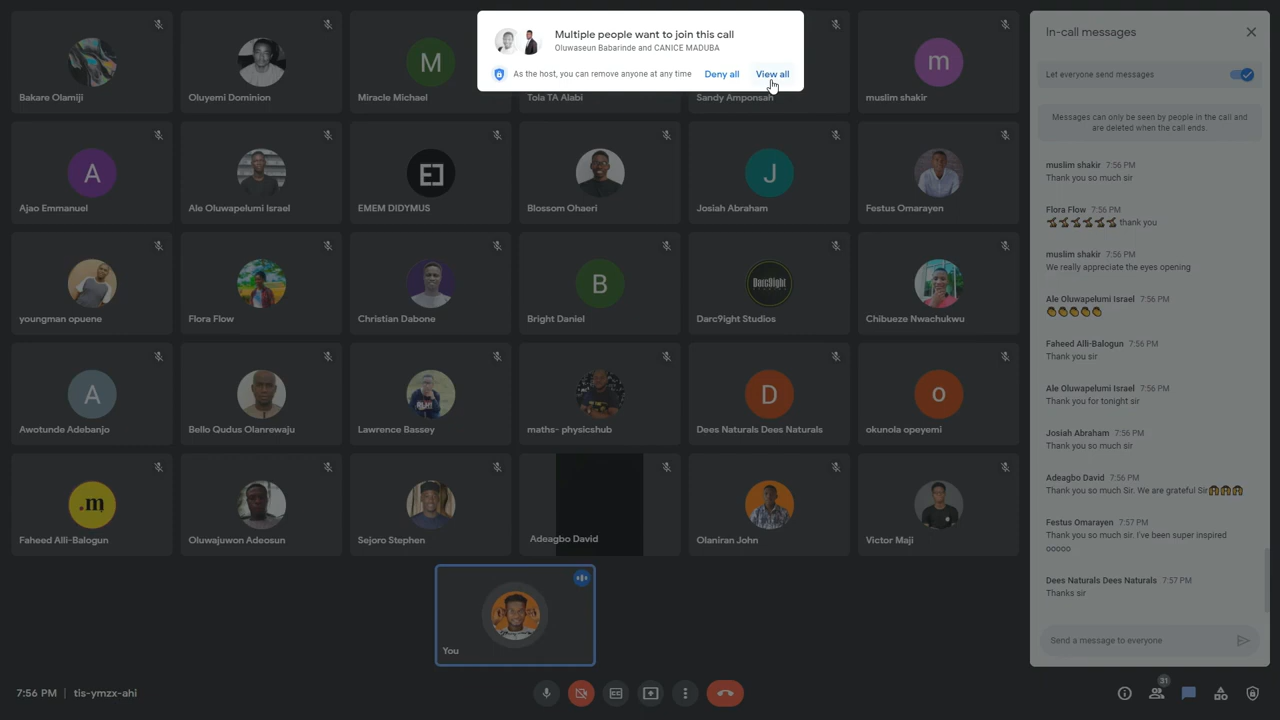 Multiple people want to join this call
Oluwaseun Babarinde and CANICE MADUBA
As the host, you can remove anyone at any time
Deny all
View all
Bakare Olamiji
Oluyemi Dominion
M
Miracle Michael
Tola TA Alabi
Sandy Amponsah
m
muslim shakir
A
Ajao Emmanuel
Ale Oluwapelumi Israel
EMEM DIDYMUS
Blossom Ohaeri
J
Josiah Abraham
Festus Omarayen
youngman opuene
Flora Flow
Christian Dabone
B
Bright Daniel
Darc9ight
Darc9ight Studios
Chibueze Nwachukwu
A
Awotunde Adebanjo
Bello Qudus Olanrewaju
Lawrence Bassey
maths- physicshub
D
Dees Naturals Dees Naturals
o
okunola opeyemi
.m
Faheed Alli-Balogun
Oluwajuwon Adeosun
Sejoro Stephen
Adeagbo David
Olaniran John
Victor Maji
You
7:56 PM | tis-ymzx-ahi
31
In-call messages
Let everyone send messages
Messages can only be seen by people in the call and
are deleted when the call ends.
muslim shakir 7:56 PM
Thank you so much sir
Flora Flow 7:56 PM
thank you
muslim shakir 7:56 PM
We really appreciate the eyes opening
Ale Oluwapelumi Israel 7:56 PM
👏👏👏👏👏
Faheed Alli-Balogun 7:56 PM
Thank you sir
Ale Oluwapelumi Israel 7:56 PM
Thank you for tonight sir
Josiah Abraham 7:56 PM
Thank you so much sir
Adeagbo David 7:56 PM
Thank you so much Sir. We are grateful Sir
Festus Omarayen 7:57 PM
Thank you so much sir. I've been super inspired
ooooo
Dees Naturals Dees Naturals 7:57 PM
Thanks sir
Send a message to everyone